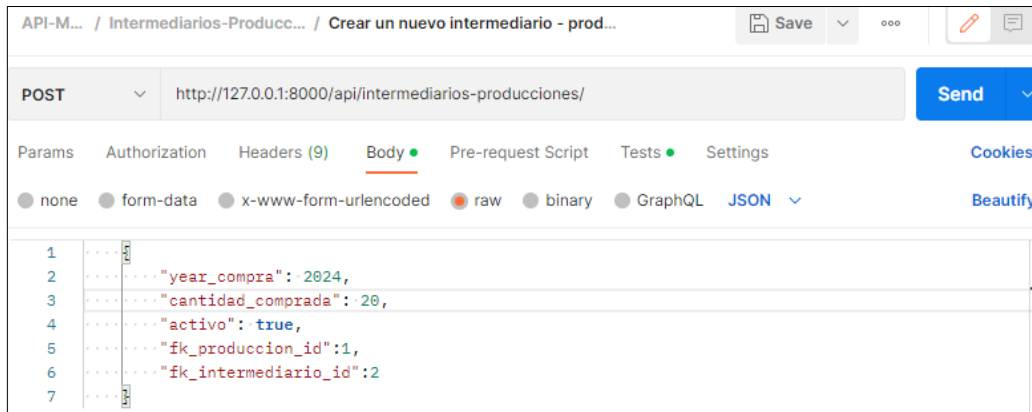 API-M... / Intermediarios-Producc... / Crear un nuevo intermediario - prod... Save
POST http://127.0.0.1:8000/api/intermediarios-producciones/ Send
Params Authorization Headers (9) Body Pre-request Script Tests Settings Cookies
none form-data x-www-form-urlencoded raw binary GraphQL JSON Beautify
1 {
2 "year_compra": 2024,
3 "cantidad_comprada": 20,
4 "activo": true,
5 "fk_produccion_id":1,
6 "fk_intermediario_id":2
7 }